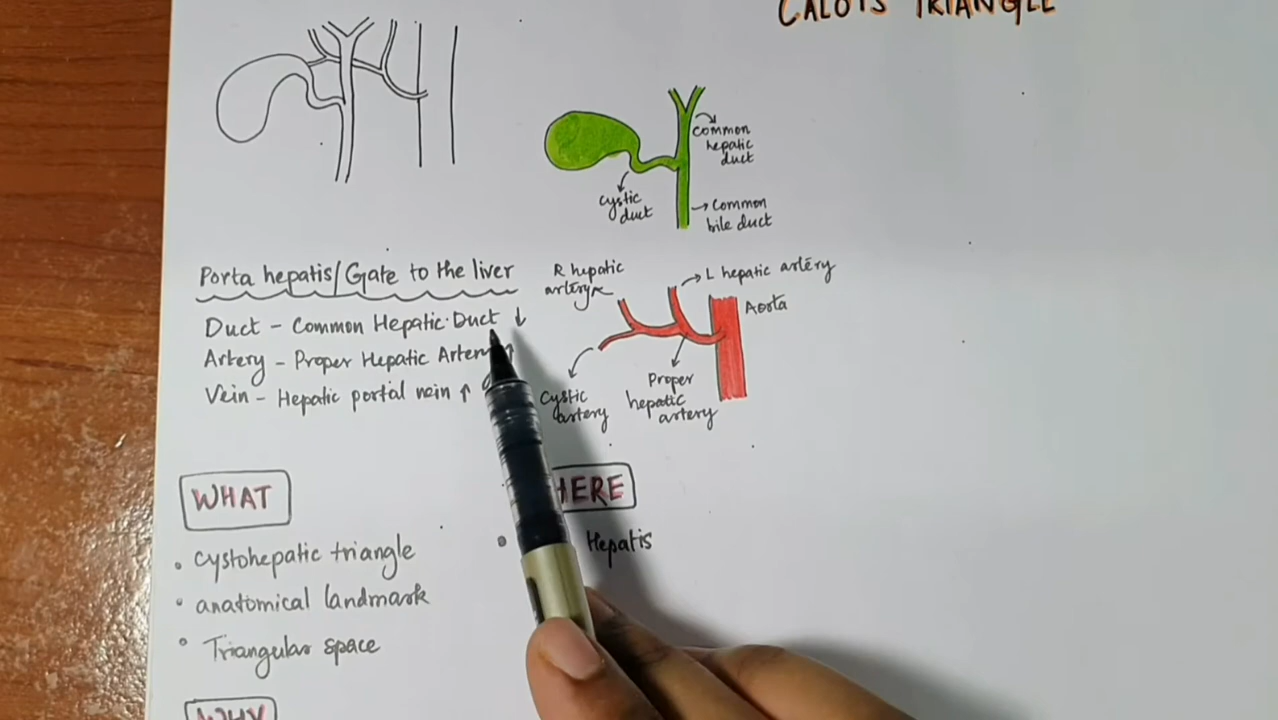 CALOTS TRIANGLE
Common
hepatic
duct
cystic
duct
Common
bile duct
Porta hepatis/Gate to the liver
Duct - Common Hepatic Duct ↓
Artery - Proper Hepatic Artery ↑
Vein - Hepatic portal vein ↑
R hepatic
artery
L hepatic artery
Aorta
Cystic
artery
Proper
hepatic
artery
WHAT
• Cystohepatic triangle
• anatomical landmark
• Triangular space
HERE
• Hepatis
WHY